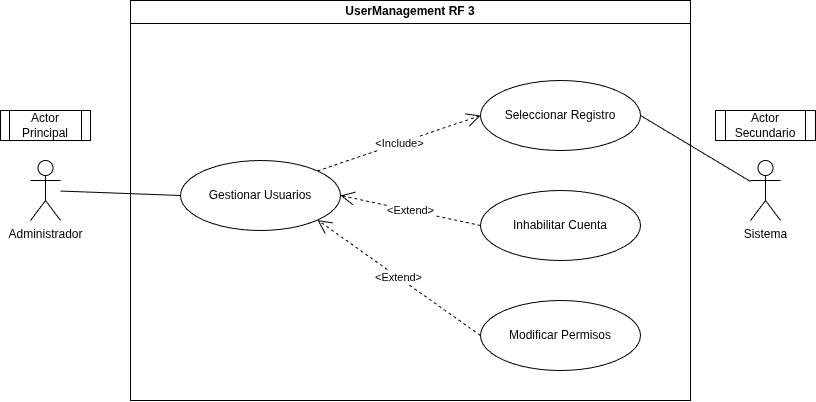 UserManagement RF 3
Actor
Principal
Administrador
Gestionar Usuarios
<Include>
<Extend>
<Extend>
Seleccionar Registro
Inhabilitar Cuenta
Modificar Permisos
Actor
Secundario
Sistema